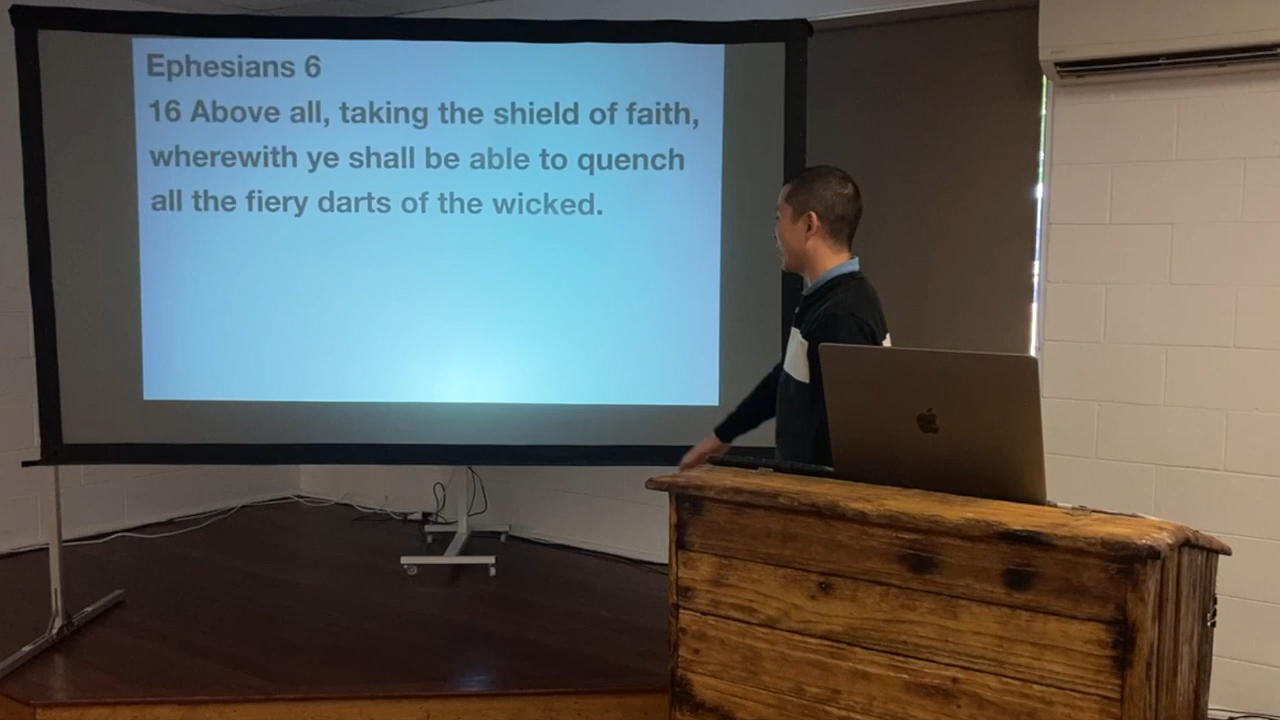 Ephesians 6
16 Above all, taking the shield of faith,
wherewith ye shall be able to quench
all the fiery darts of the wicked.